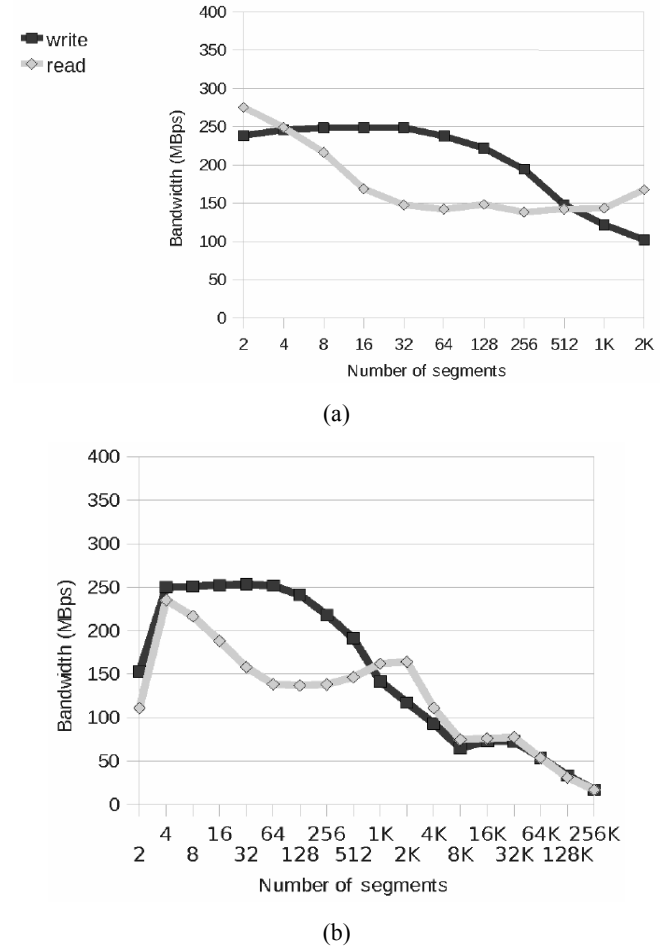 write
read
400
350
300
250
200
150
100
50
0
Bandwidth (MBps)
2 4 8 16 32 64 128 256 512 1K 2K
Number of segments
(a)
400
350
300
250
200
150
100
50
0
Bandwidth (MBps)
4 16 64 256 1K 4K 16K 64K 256K
2 8 32 128 512 2K 8K 32K 128K
Number of segments
(b)